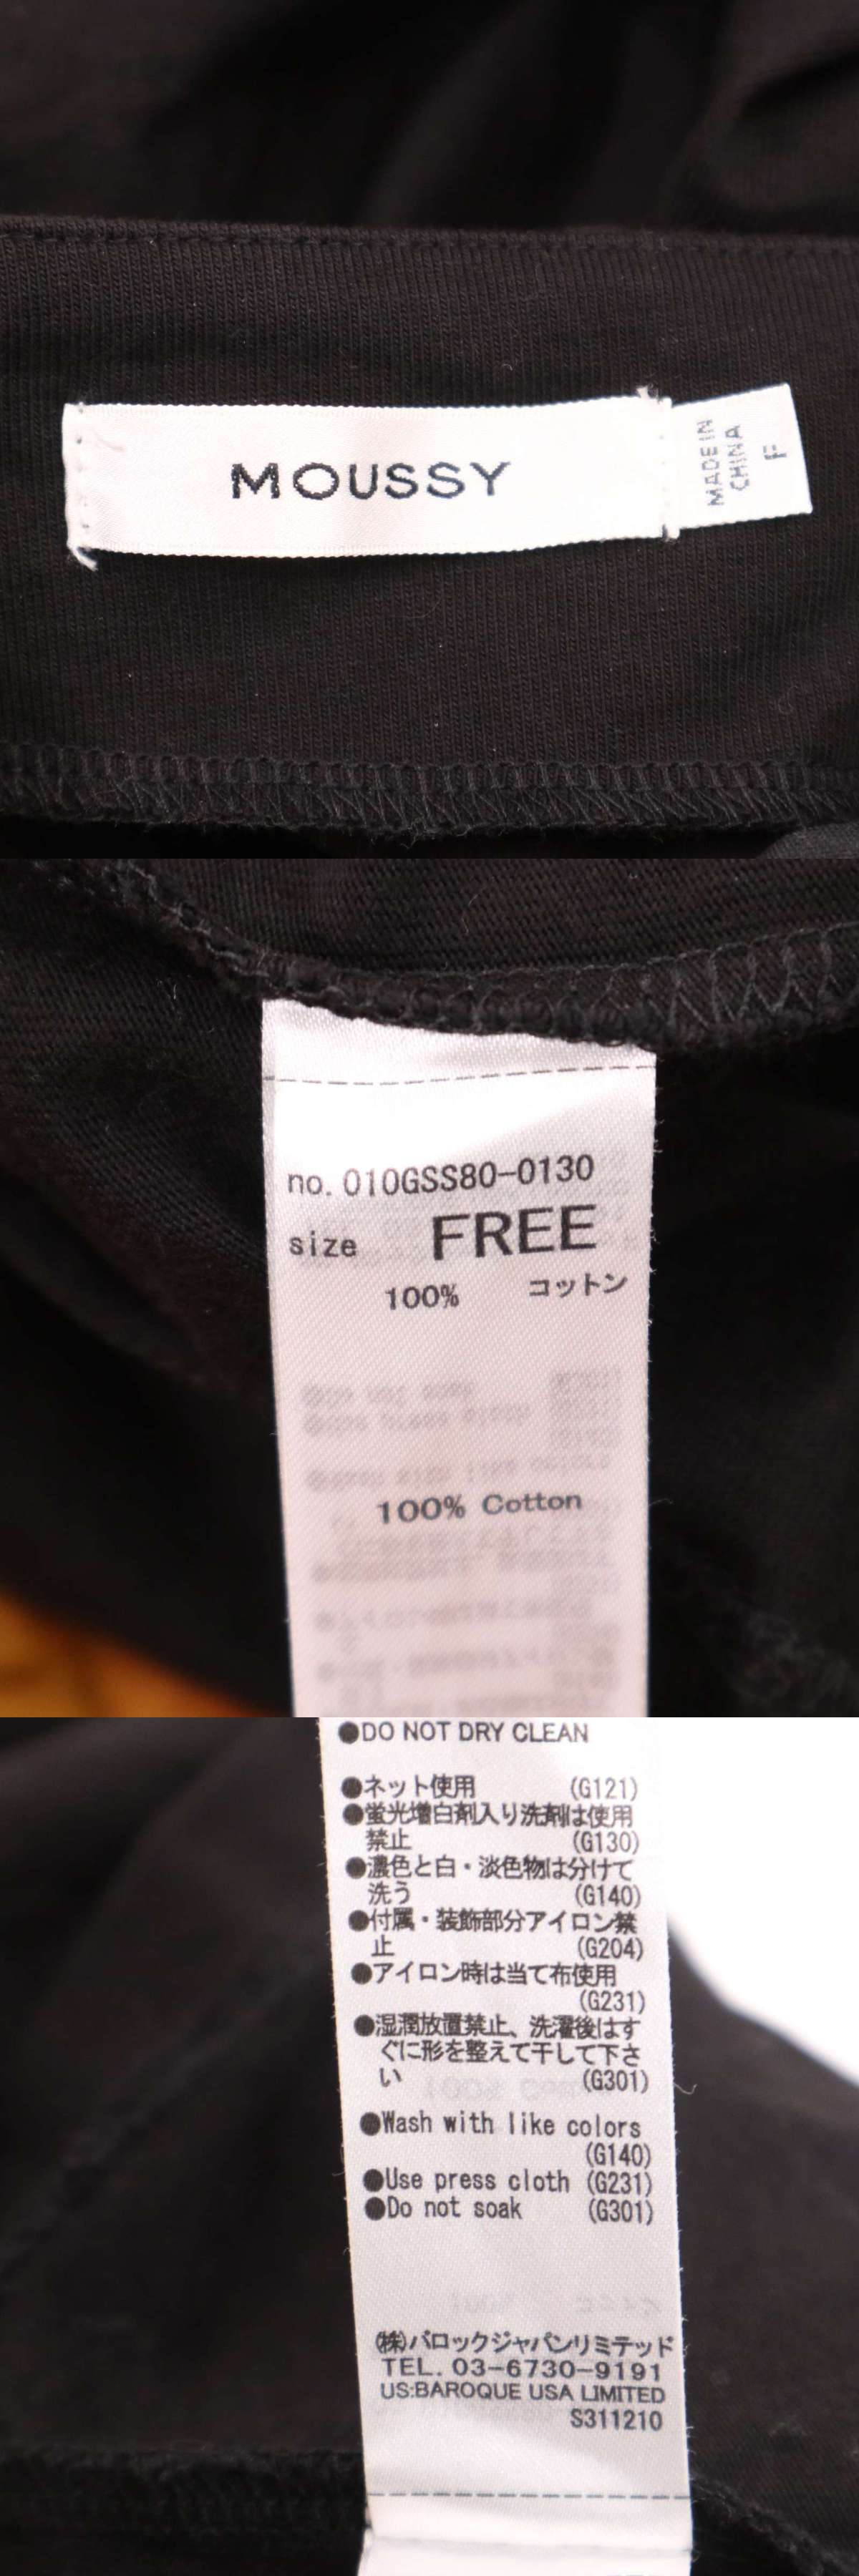 MOUSSY
MADE IN
CHINA
F
no. 010GSS80-0130
size FREE
100% コットン
100% Cotton
●DO NOT DRY CLEAN
●ネット使用 (G121)
●蛍光増白剤入り洗剤は使用
禁止 (G130)
●濃色と白・淡色物は分けて
洗う (G140)
●付属・装飾部分アイロン禁
止 (G204)
●アイロン時は当て布使用
(G231)
●湿潤放置禁止、洗濯後はす
ぐに形を整えて干して下さ
い (G301)
●Wash with like colors
(G140)
●Use press cloth (G231)
●Do not soak (G301)
㈱バロックジャパンリミテッド
TEL. 03-6730-9191
US:BAROQUE USA LIMITED
S311210